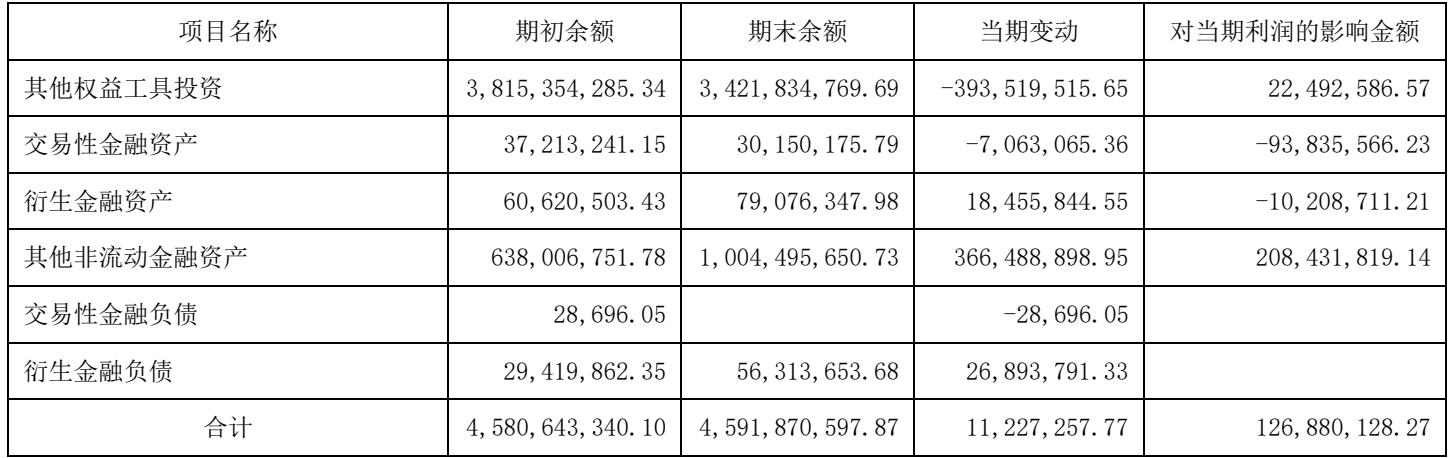 项目名称 期初余额 期末余额 当期变动 对当期利润的影响金额
其他权益工具投资 3,815,354,285.34 3,421,834,769.69 -393,519,515.65 22,492,586.57
交易性金融资产 37,213,241.15 30,150,175.79 -7,063,065.36 -93,835,566.23
衍生金融资产 60,620,503.43 79,076,347.98 18,455,844.55 -10,208,711.21
其他非流动金融资产 638,006,751.78 1,004,495,650.73 366,488,898.95 208,431,819.14
交易性金融负债 28,696.05 -28,696.05
衍生金融负债 29,419,862.35 56,313,653.68 26,893,791.33
合计 4,580,643,340.10 4,591,870,597.87 11,227,257.77 126,880,128.27